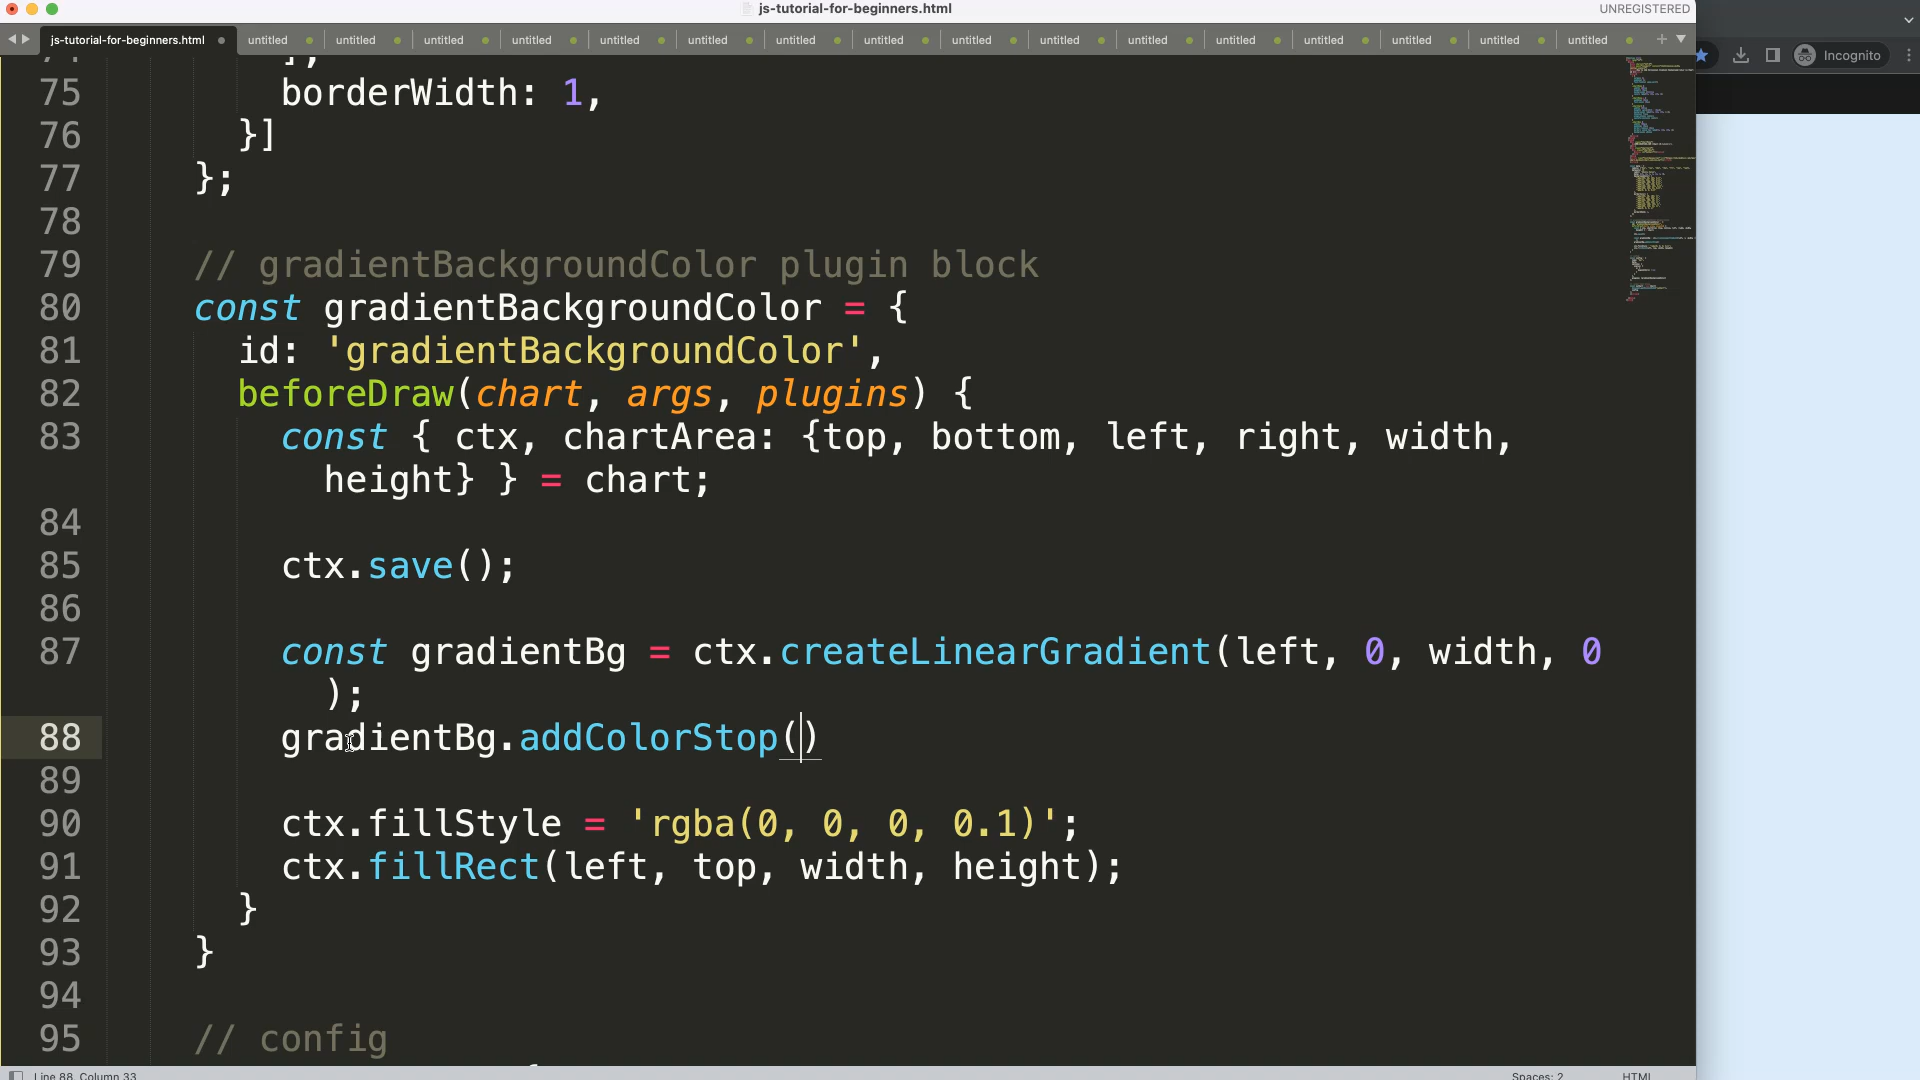 js-tutorial-for-beginners.html
UNREGISTERED
js-tutorial-for-beginners.html untitled untitled untitled untitled untitled untitled untitled untitled untitled untitled untitled untitled untitled untitled untitled untitled
Incognito
75 borderWidth: 1,
76 }]
77 };
78
79 // gradientBackgroundColor plugin block
80 const gradientBackgroundColor = {
81 id: 'gradientBackgroundColor',
82 beforeDraw(chart, args, plugins) {
83 const { ctx, chartArea: {top, bottom, left, right, width,
height} } = chart;
84
85 ctx.save();
86
87 const gradientBg = ctx.createLinearGradient(left, 0, width, 0
);
88 gradientBg.addColorStop()
89
90 ctx.fillStyle = 'rgba(0, 0, 0, 0.1)';
91 ctx.fillRect(left, top, width, height);
92 }
93 }
94
95 // config
Line 88, Column 33
Spaces: 2
HTML